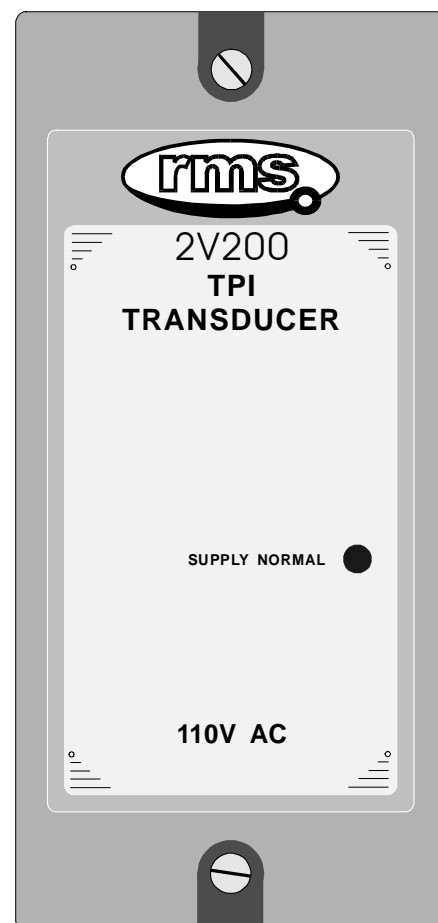 rms
2V200
TPI
TRANSDUCER
SUPPLY NORMAL
110V AC